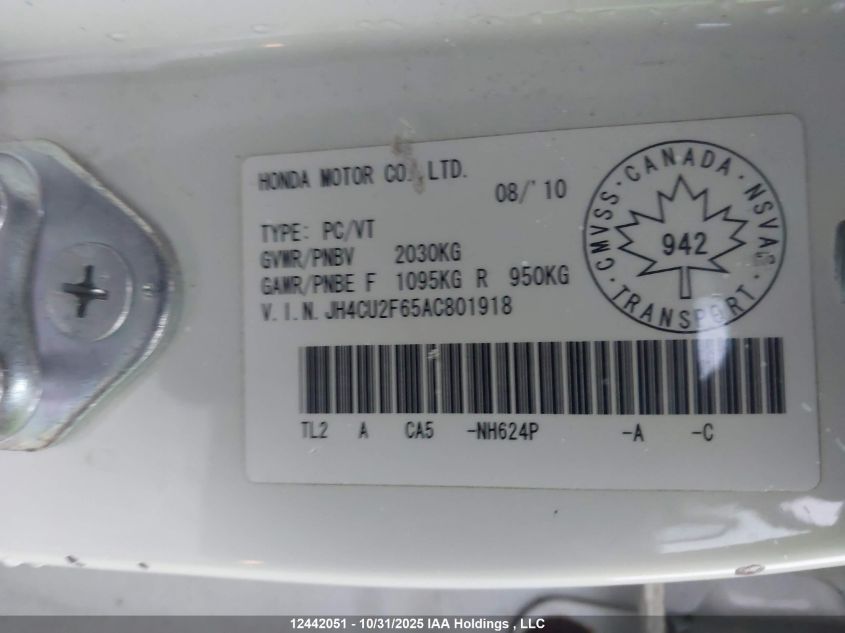 HONDA MOTOR CO., LTD.
08/'10
TYPE: PC/VT
GVWR/PNBV 2030KG
GAWR/PNBE F 1095KG R 950KG
V.I.N. JH4CU2F65AC801918
CMVSS · CANADA · NSVAC ·
942
TRANSPORT
TL2 A CA5 -NH624P -A -C
12442051 - 10/31/2025 IAA Holdings , LLC